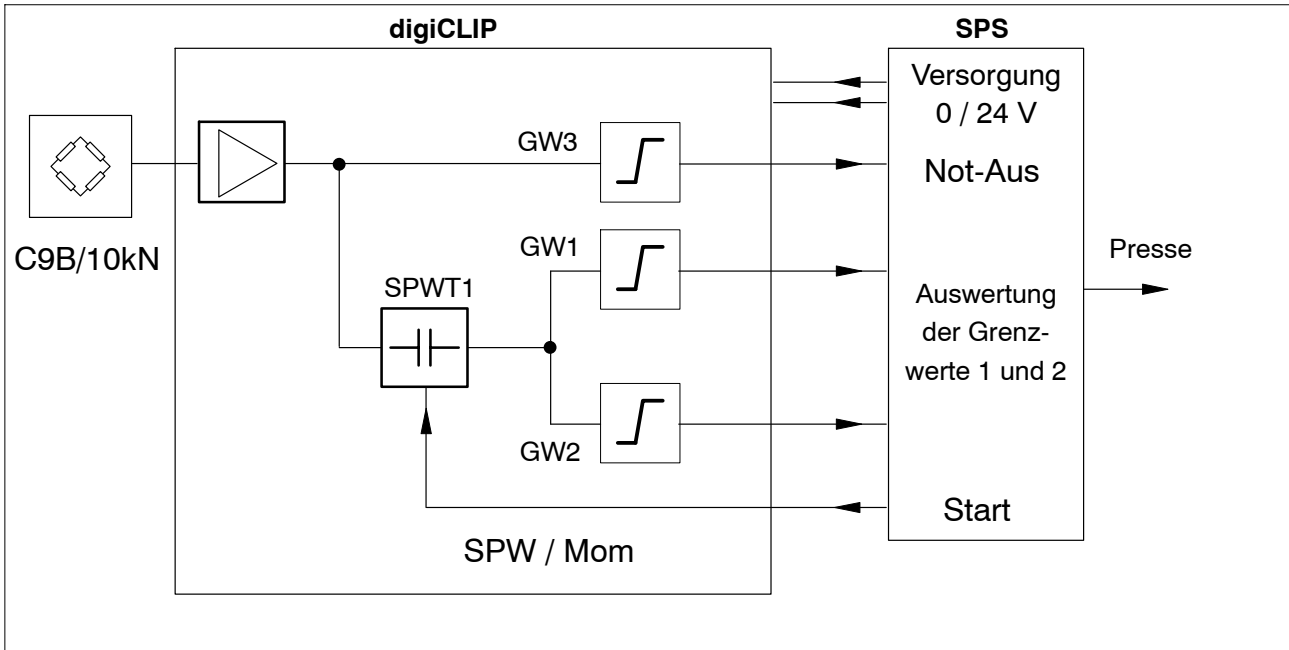 digiCLIP
SPS
Versorgung
0 / 24 V
GW3
Not-Aus
C9B/10kN
GW1
Presse
SPWT1
Auswertung
der Grenz-
werte 1 und 2
GW2
Start
SPW / Mom